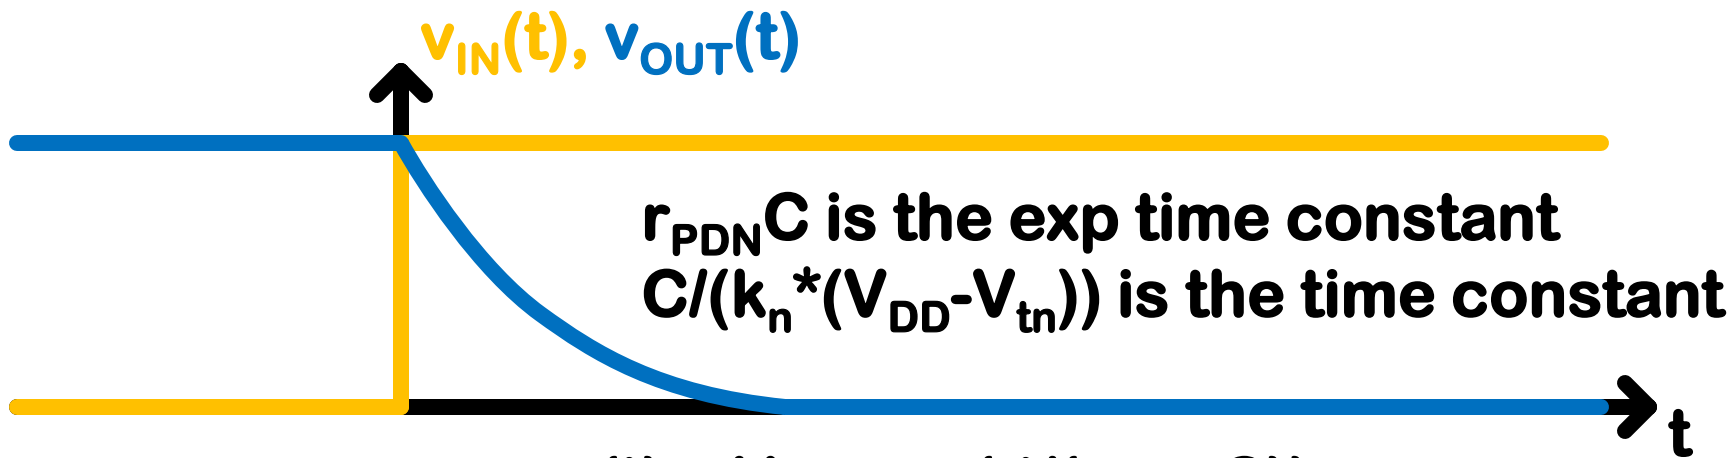 vIN(t), vOUT(t)
rPDNC is the exp time constant
C/(kn*(VDD-Vtn)) is the time constant
t